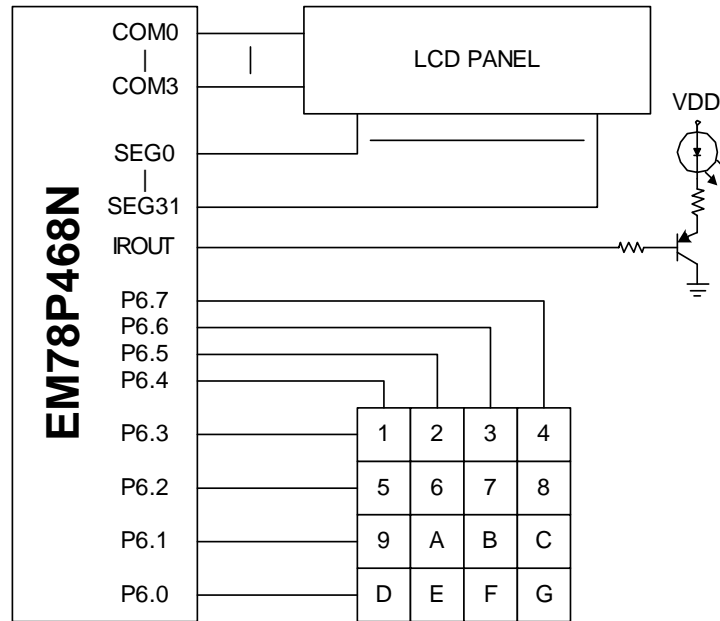 EM78P468N
COM0
COM3
SEG0
SEG31
IROUT
P6.7
P6.6
P6.5
P6.4
P6.3
P6.2
P6.1
P6.0
LCD PANEL
VDD
1 2 3 4
5 6 7 8
9 A B C
D E F G